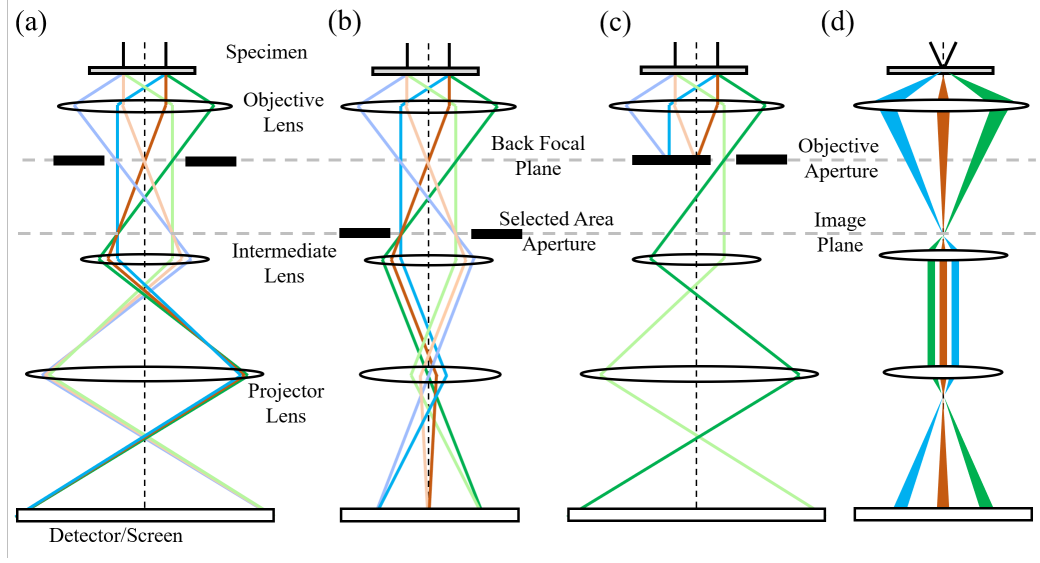 (a)
(b)
(c)
(d)
Specimen
Objective
Lens
Back Focal
Plane
Objective
Aperture
Selected Area
Aperture
Image
Plane
Intermediate
Lens
Projector
Lens
Detector/Screen